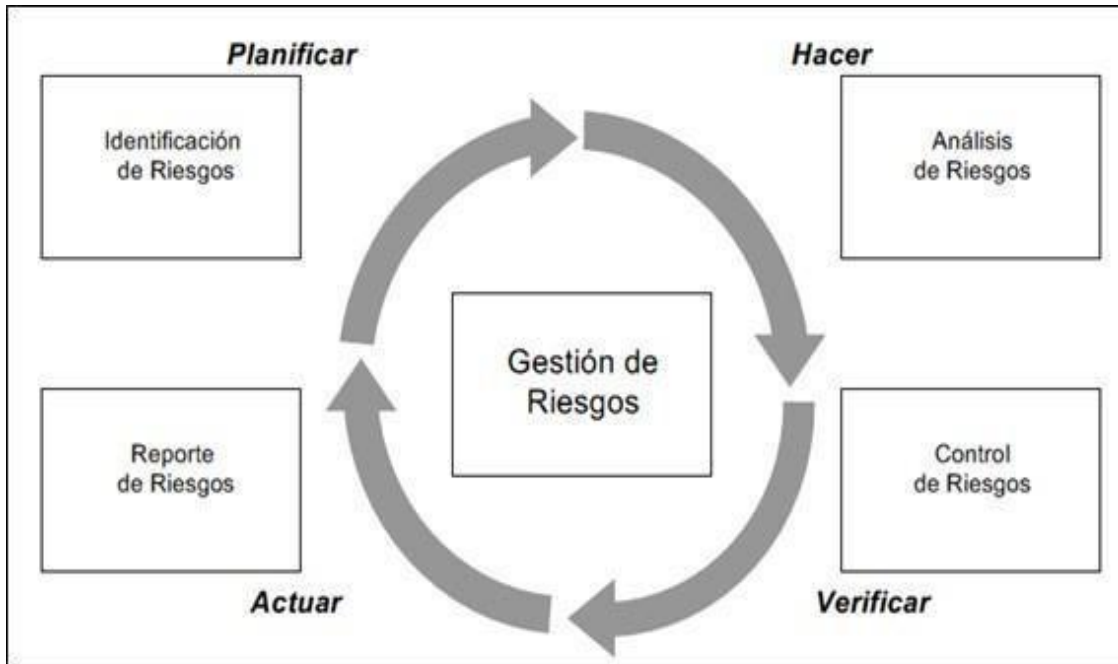 Planificar
Hacer
Identificación
de Riesgos
Análisis
de Riesgos
Gestión de
Riesgos
Reporte
de Riesgos
Control
de Riesgos
Actuar
Verificar